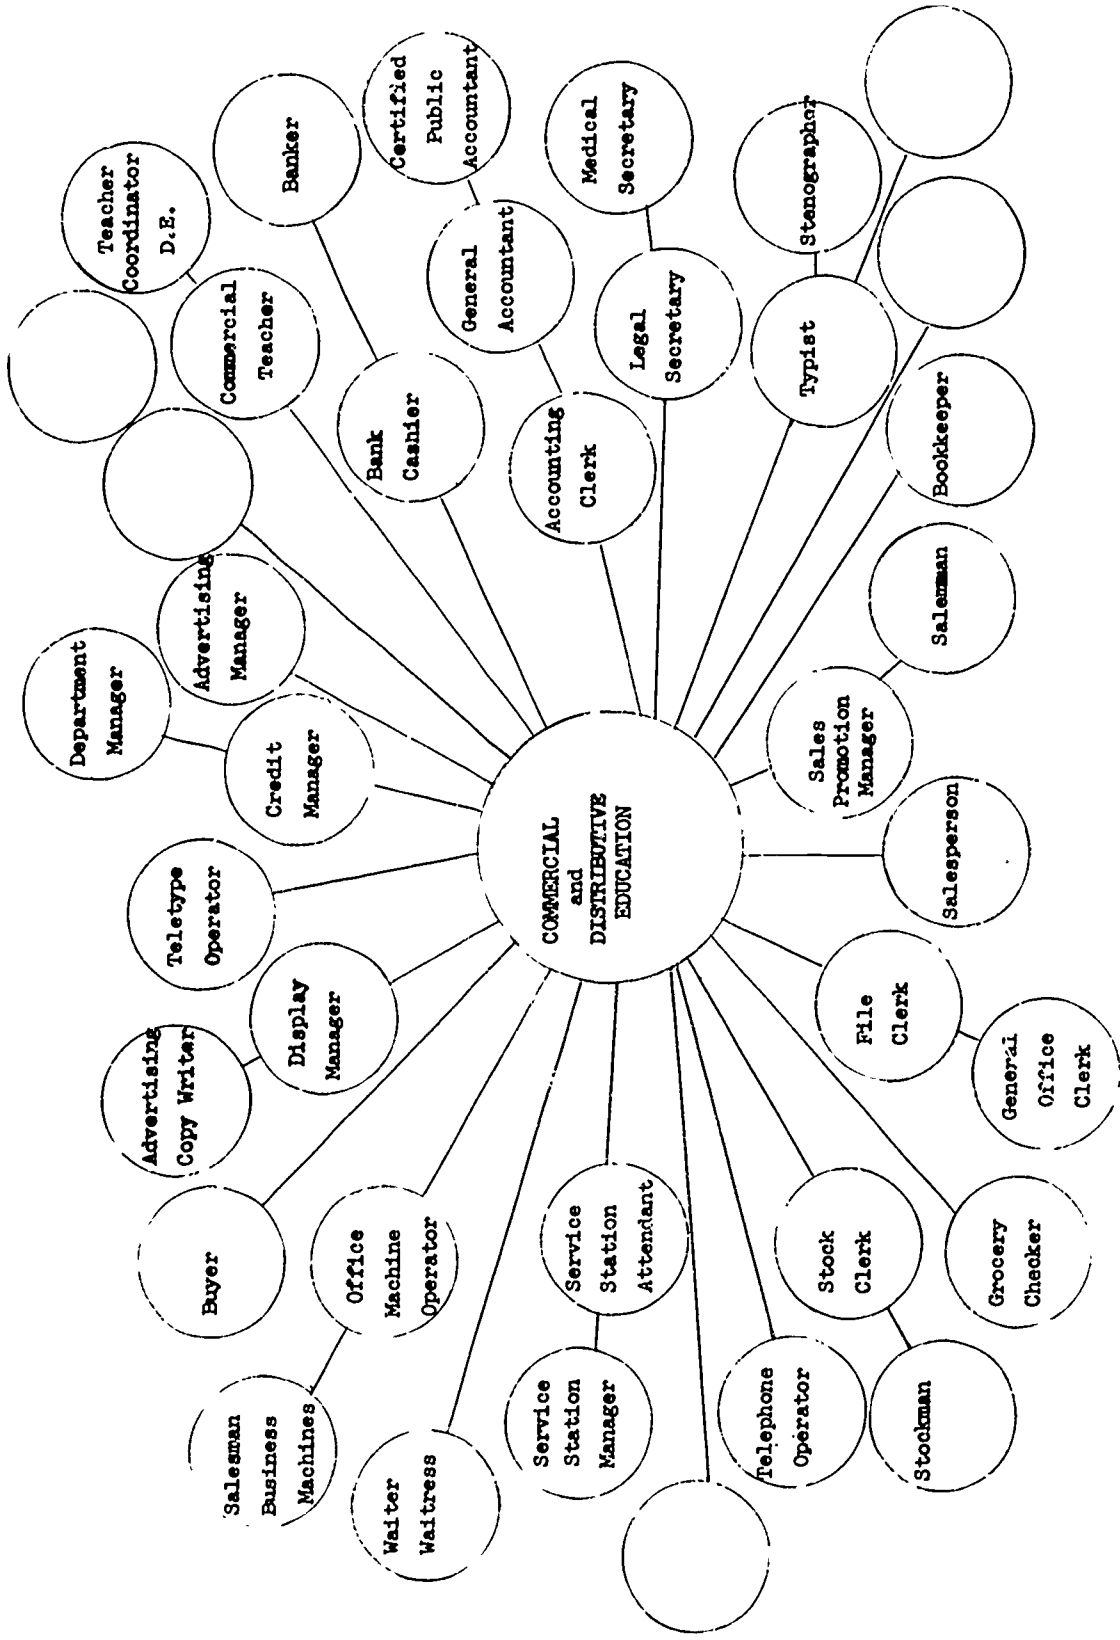 Teacher
Coordinator
D.E.
Commercial
Teacher
Banker
Bank
Cashier
Certified
Public
Accountant
General
Accountant
Accounting
Clerk
Medical
Secretary
Legal
Secretary
Stenographer
Typist
Bookkeeper
Salesman
Sales
Promotion
Manager
Salesperson
File
Clerk
General
Office
Clerk
Grocery
Checker
Stock
Clerk
Stockman
Telephone
Operator
Service
Station
Attendant
Service
Station
Manager
Waiter
Waitress
Office
Machine
Operator
Salesman
Business
Machines
Buyer
Display
Manager
Advertising
Copy Writer
Teletype
Operator
Credit
Manager
Department
Manager
Advertising
Manager
COMMERCIAL
and
DISTRIBUTIVE
EDUCATION